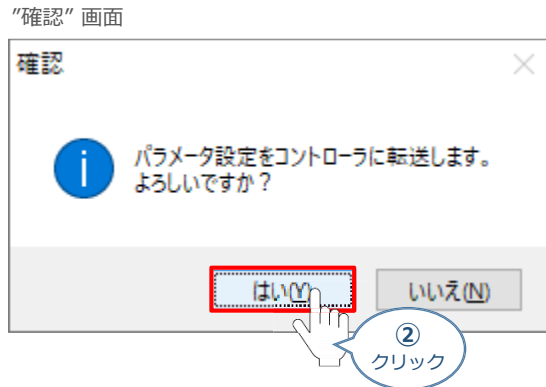 ”確認” 画面
確認
パラメータ設定をコントローラに転送します。
よろしいですか？
はい(Y)
いいえ(N)
②
クリック